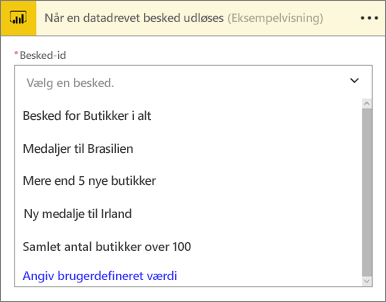 Når en datadrevet besked udløses (Eksempelvisning)
*Besked-id
Vælg en besked.
Besked for Butikker i alt
Medaljer til Brasilien
Mere end 5 nye butikker
Ny medalje til Irland
Samlet antal butikker over 100
Angiv brugerdefineret værdi